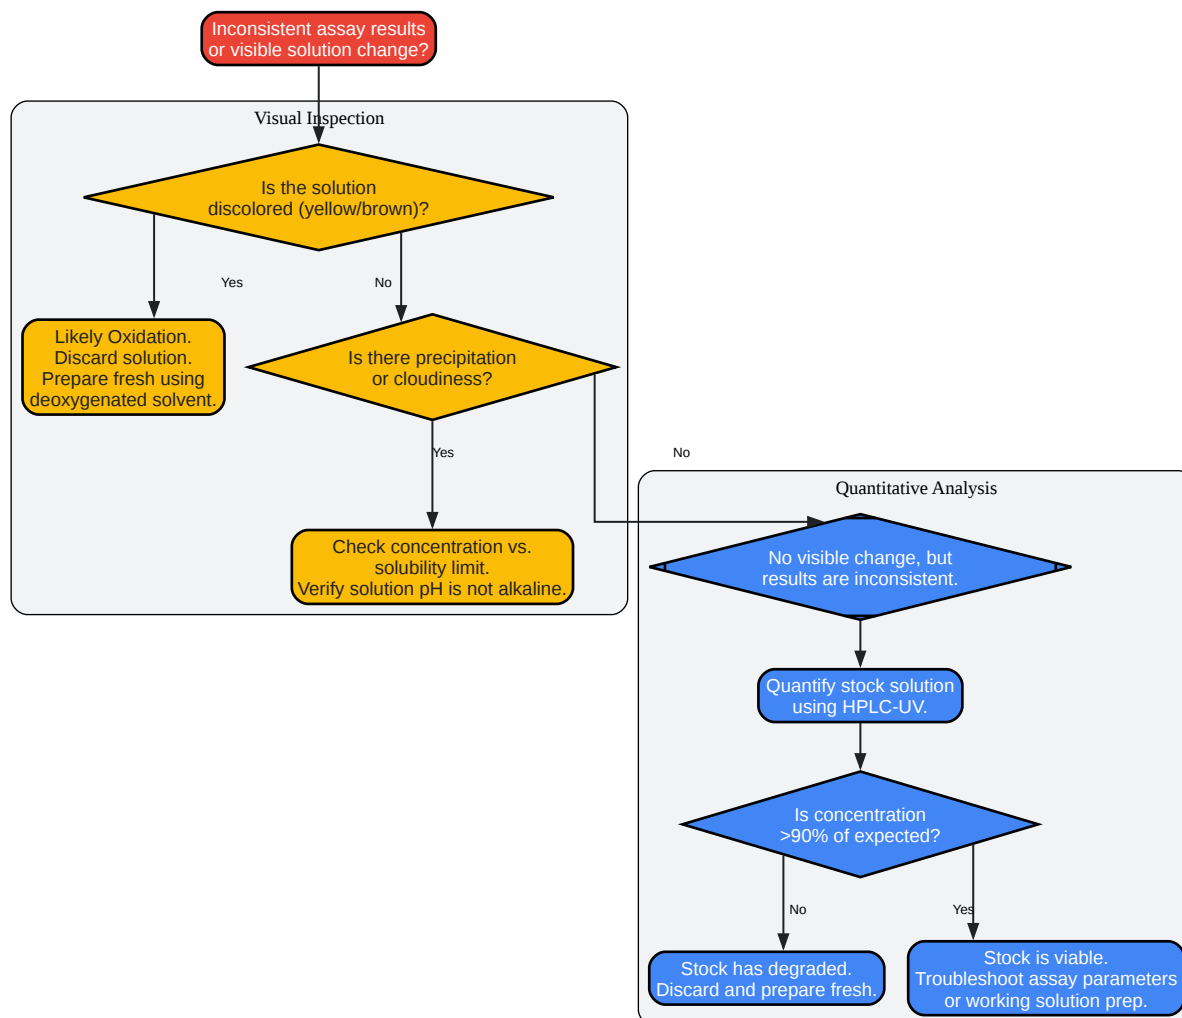 Inconsistent assay results
or visible solution change?
Visual Inspection
Is the solution
discolored (yellow/brown)?
Yes
No
Likely Oxidation.
Discard solution.
Prepare fresh using
deoxygenated solvent.
Is there precipitation
or cloudiness?
Yes
No
Check concentration vs.
solubility limit.
Verify solution pH is not alkaline.
Quantitative Analysis
No visible change, but
results are inconsistent.
Quantify stock solution
using HPLC-UV.
Is concentration
>90% of expected?
No
Yes
Stock has degraded.
Discard and prepare fresh.
Stock is viable.
Troubleshoot assay parameters
or working solution prep.